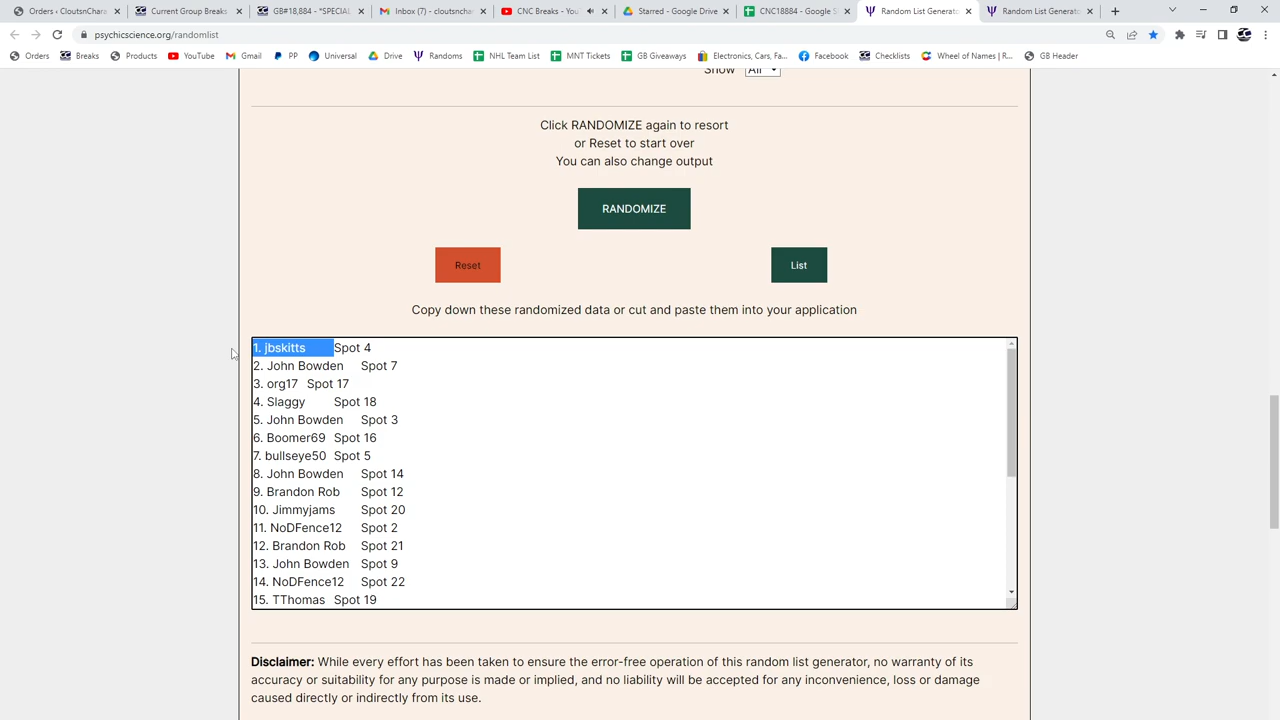 Orders < CloutsnChara
Current Group Breaks
GB#18,884 - *SPECIAL
Inbox (7) - cloutsnchar
CNC Breaks - You
Starred - Google Drive
CNC18884 - Google S
Random List Generato
Random List Generato
psychicscience.org/randomlist
Orders
Breaks
Products
YouTube
Gmail
PP
Universal
Drive
Randoms
NHL Team List
MNT Tickets
GB Giveaways
Electronics, Cars, Fa...
Facebook
Checklists
Wheel of Names | R...
GB Header
Show All
Click RANDOMIZE again to resort
or Reset to start over
You can also change output
RANDOMIZE
Reset
List
Copy down these randomized data or cut and paste them into your application
1. jbskitts Spot 4
2. John Bowden Spot 7
3. org17 Spot 17
4. Slaggy Spot 18
5. John Bowden Spot 3
6. Boomer69 Spot 16
7. bullseye50 Spot 5
8. John Bowden Spot 14
9. Brandon Rob Spot 12
10. Jimmyjams Spot 20
11. NoDFence12 Spot 2
12. Brandon Rob Spot 21
13. John Bowden Spot 9
14. NoDFence12 Spot 22
15. TThomas Spot 19
Disclaimer: While every effort has been taken to ensure the error-free operation of this random list generator, no warranty of its
accuracy or suitability for any purpose is made or implied, and no liability will be accepted for any inconvenience, loss or damage
caused directly or indirectly from its use.